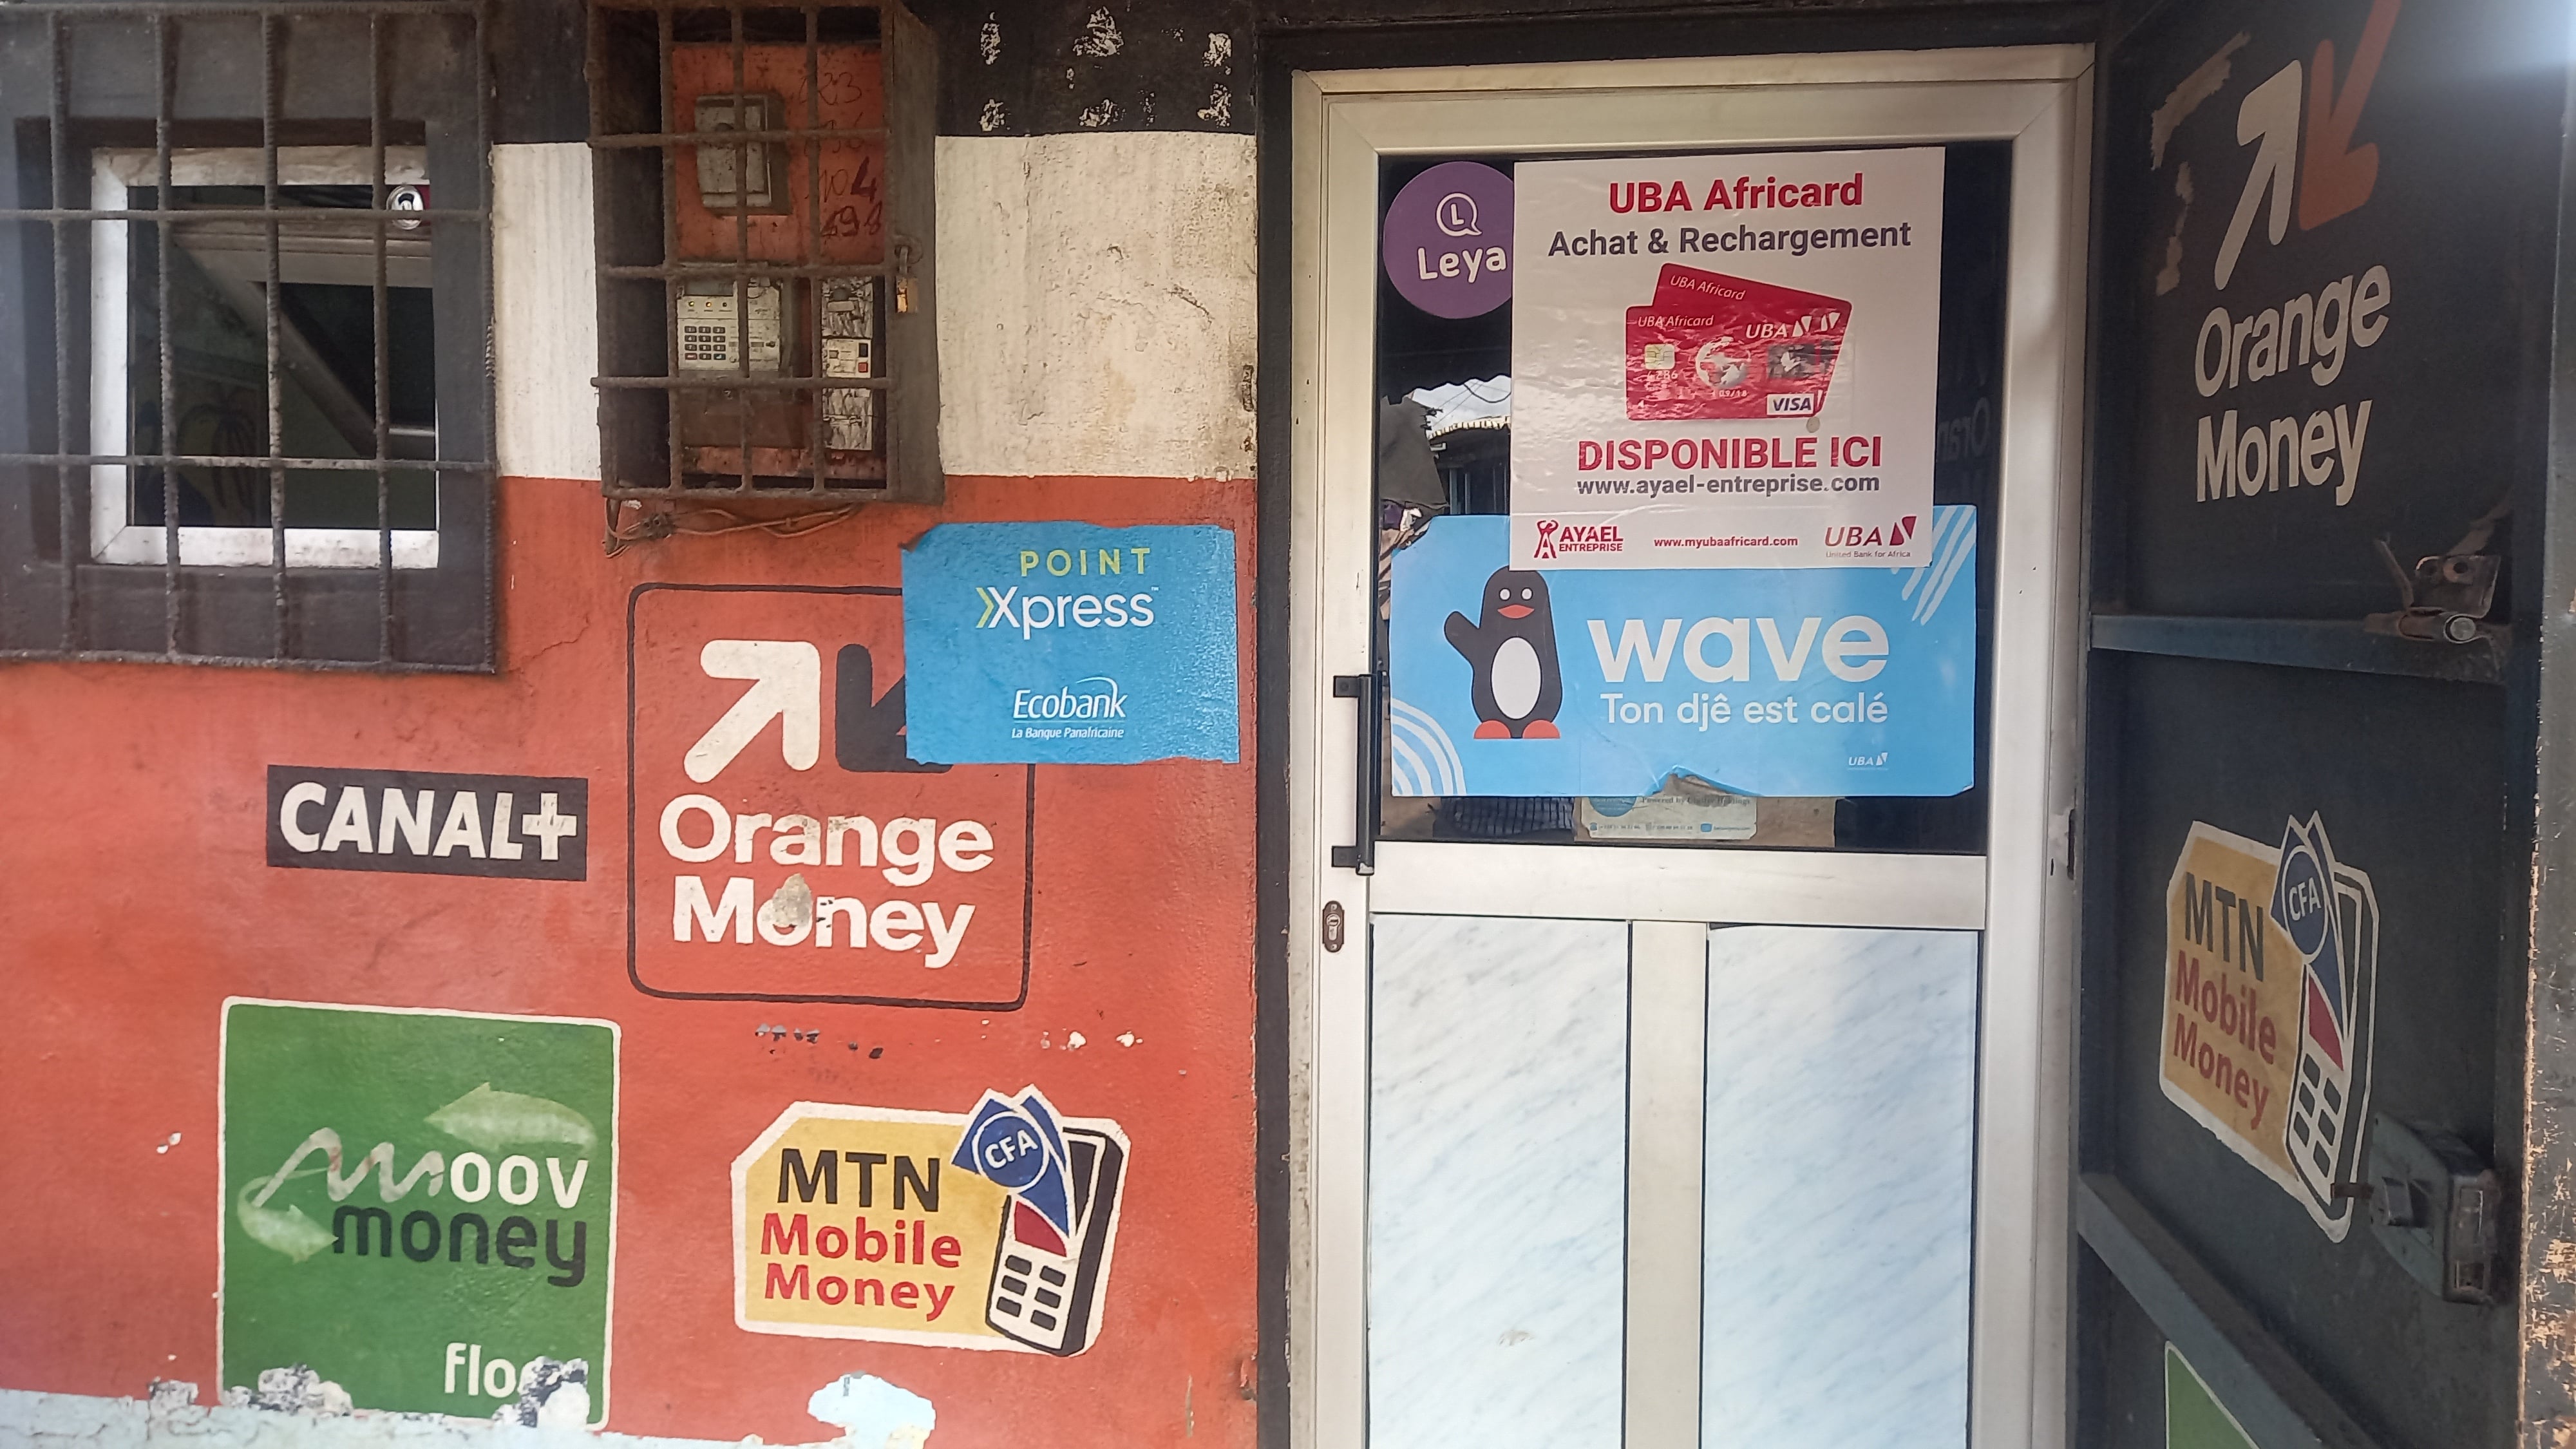 CANAL+
Orange
Money
POINT
Xpress
Ecobank
La Banque Panafricaine
moov
money
MTN
Mobile
Money
CFA
Leya
UBA Africard
Achat & Rechargement
UBA Africard
UBA Africard
UBA
VISA
DISPONIBLE ICI
www.ayael-entreprise.com
AYAEL
ENTREPRISE
www.myubaafricard.com
UBA
United Bank for Africa
wave
Ton djê est calé
UBA
Orange
Money
MTN
Mobile
Money
CFA